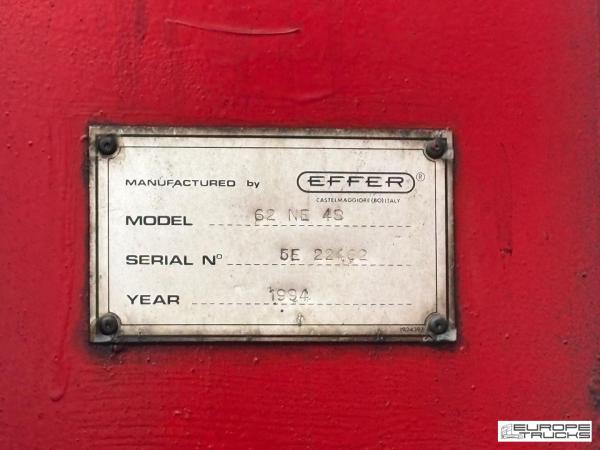 MANUFACTURED by EFFER®
CASTELMAGGIORE (BO) ITALY
MODEL 62 NE 4S
SERIAL N° 5E
YEAR 1994
EUROPE
TRUCKS